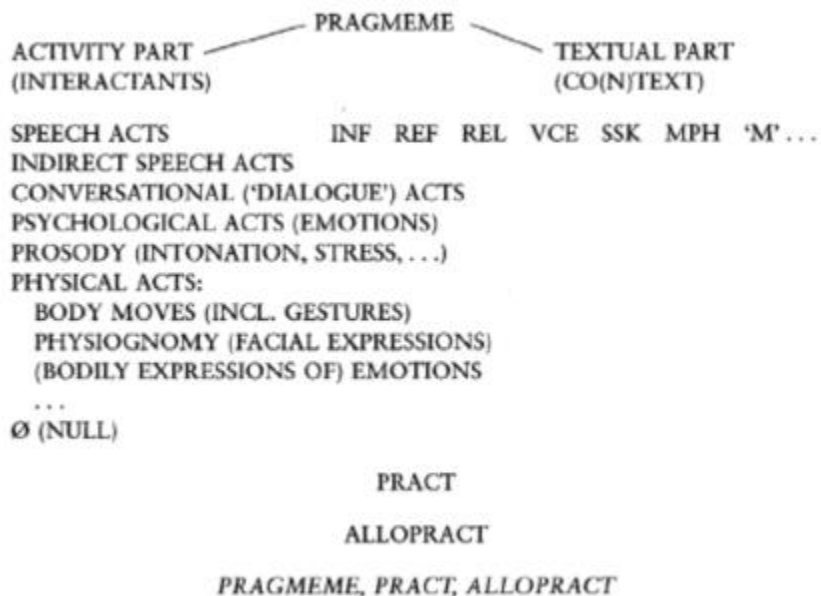 PRAGMEME
ACTIVITY PART TEXTUAL PART
(INTERACTANTS) (CO(N)TEXT)
SPEECH ACTS INF REF REL VCE SSK MPH 'M'...
INDIRECT SPEECH ACTS
CONVERSATIONAL ('DIALOGUE') ACTS
PSYCHOLOGICAL ACTS (EMOTIONS)
PROSODY (INTONATION, STRESS, ...)
PHYSICAL ACTS:
BODY MOVES (INCL. GESTURES)
PHYSIOGNOMY (FACIAL EXPRESSIONS)
(BODILY EXPRESSIONS OF) EMOTIONS
...
Ø (NULL)
PRACT
ALLOPRACT
PRAGMEME, PRACT, ALLOPRACT